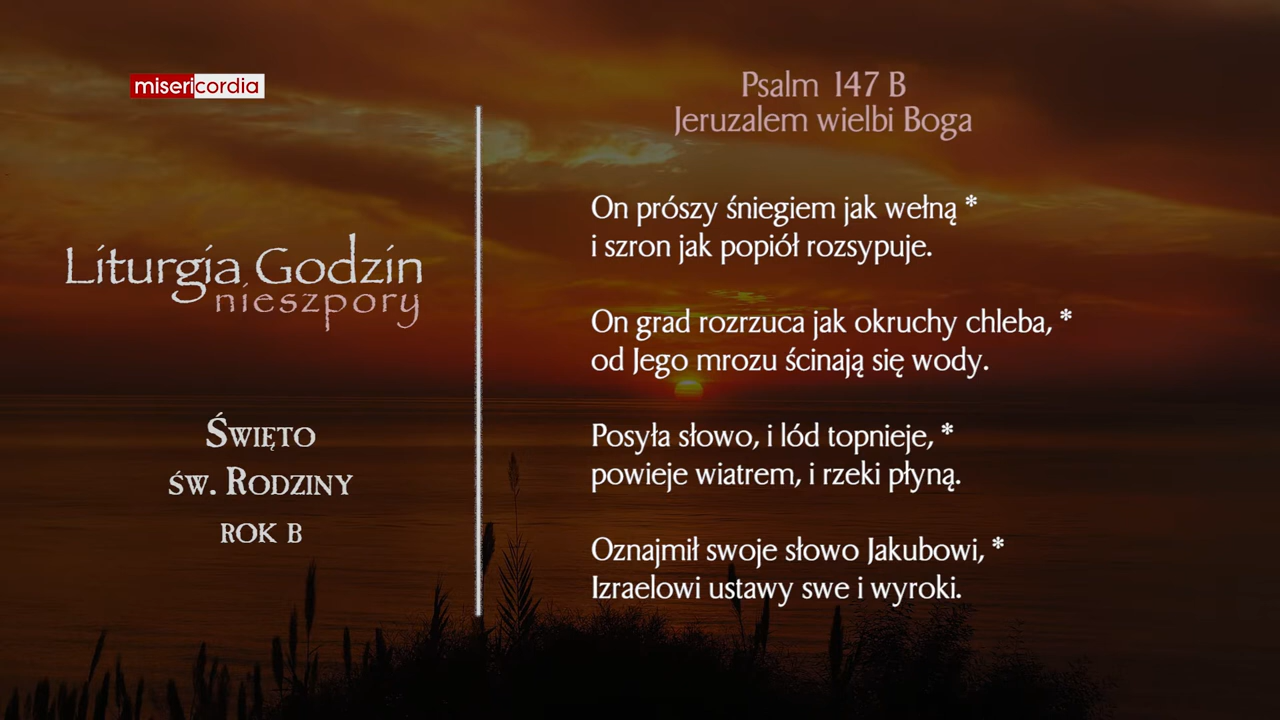 misericordia
Liturgia Godzin
nieszpory
Święto
św. Rodziny
rok B
Psalm 147 B
Jeruzalem wielbi Boga
On prószy śniegiem jak wełną *
i szron jak popiół rozsypuje.
On grad rozrzuca jak okruchy chleba, *
od Jego mrozu ścinają się wody.
Posyła słowo, i lód topnieje, *
powieje wiatrem, i rzeki płyną.
Oznajmił swoje słowo Jakubowi, *
Izraelowi ustawy swe i wyroki.